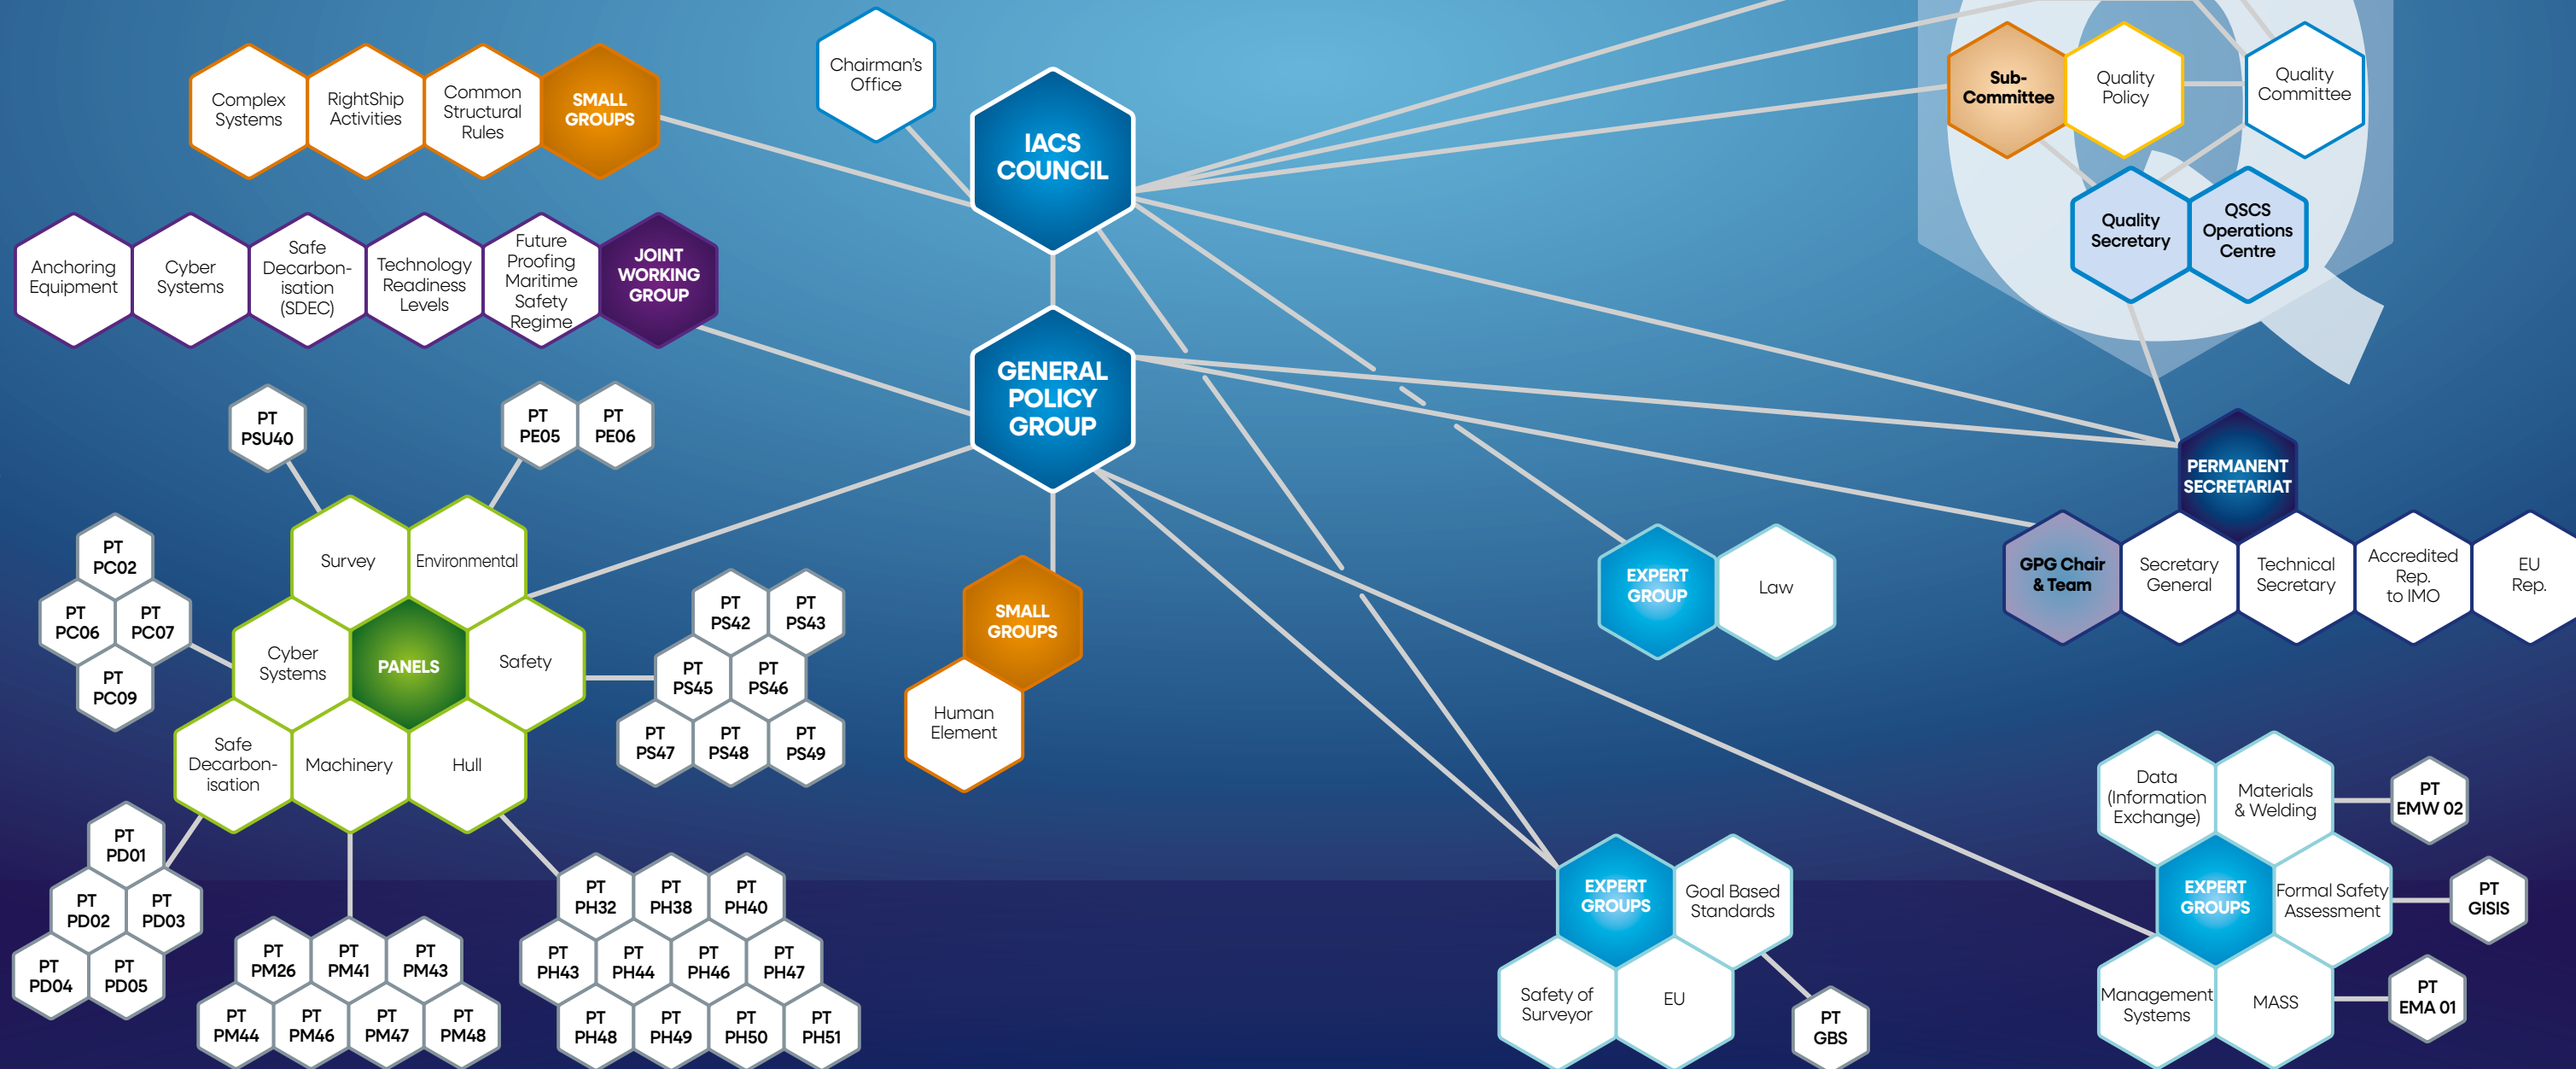 Complex
Systems
RightShip
Activities
Common
Structural
Rules
SMALL
GROUPS
Chairman's
Office
IACS
COUNCIL
Sub-
Committee
Quality
Policy
Quality
Committee
Quality
Secretary
QSCS
Operations
Centre
Anchoring
Equipment
Cyber
Systems
Safe
Decarbon-
isation
(SDEC)
Technology
Readiness
Levels
Future
Proofing
Maritime
Safety
Regime
JOINT
WORKING
GROUP
GENERAL
POLICY
GROUP
PT
PSU40
PT
PE05
PT
PE06
PERMANENT
SECRETARIAT
GPG Chair
& Team
Secretary
General
Technical
Secretary
Accredited
Rep.
to IMO
EU
Rep.
EXPERT
GROUP
Law
Survey
Environmental
Cyber
Systems
PANELS
Safety
Safe
Decarbon-
isation
Machinery
Hull
PT
PC02
PT
PC06
PT
PC07
PT
PC09
PT
PS42
PT
PS43
PT
PS45
PT
PS46
PT
PS47
PT
PS48
PT
PS49
SMALL
GROUPS
Human
Element
PT
PD01
PT
PD02
PT
PD03
PT
PD04
PT
PD05
PT
PM26
PT
PM41
PT
PM43
PT
PM44
PT
PM46
PT
PM47
PT
PM48
PT
PH32
PT
PH38
PT
PH40
PT
PH43
PT
PH44
PT
PH46
PT
PH47
PT
PH48
PT
PH49
PT
PH50
PT
PH51
EXPERT
GROUPS
Goal Based
Standards
Safety of
Surveyor
EU
PT
GBS
Data
(Information
Exchange)
Materials
& Welding
PT
EMW 02
EXPERT
GROUPS
Formal Safety
Assessment
PT
GISIS
Management
Systems
MASS
PT
EMA 01